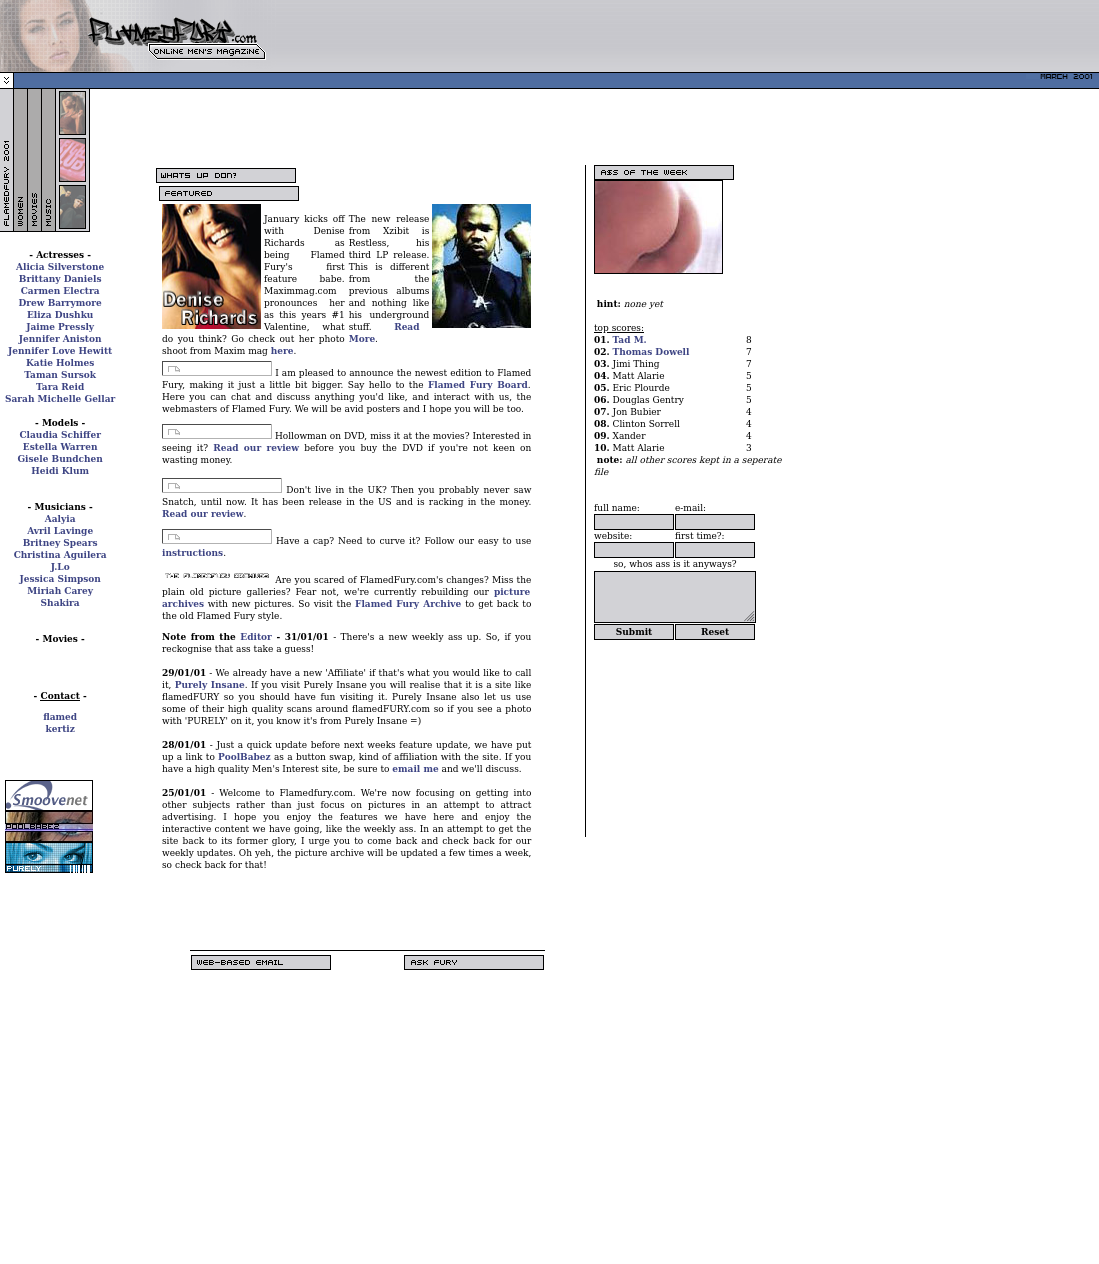 FLAMEDFURY.com
ONLINE MEN'S MAGAZINE
MARCH 2001
FLAMEDFURY 2001
WOMEN
MOVIES
MUSIC
- Actresses -
Alicia Silverstone
Brittany Daniels
Carmen Electra
Drew Barrymore
Eliza Dushku
Jaime Pressly
Jennifer Aniston
Jennifer Love Hewitt
Katie Holmes
Taman Sursok
Tara Reid
Sarah Michelle Gellar
- Models -
Claudia Schiffer
Estella Warren
Gisele Bundchen
Heidi Klum
- Musicians -
Aalyia
Avril Lavinge
Britney Spears
Christina Aguilera
J.Lo
Jessica Simpson
Miriah Carey
Shakira
- Movies -
- Contact -
flamed
kertiz
Smoovenet
POOLBABEZ
PURELY
WHATS UP DON?
FEATURED
Denise
Richards
January kicks off
with Denise
Richards as
being Flamed
Fury's first
feature babe.
Maximmag.com
pronounces her
as this years #1
Valentine, what
do you think? Go check out her photo
shoot from Maxim mag here.
The new release
from Xzibit is
Restless, his
third LP release.
This is different
from the
previous albums
and nothing like
his underground
stuff. Read
More.
I am pleased to announce the newest edition to Flamed
Fury, making it just a little bit bigger. Say hello to the Flamed Fury Board.
Here you can chat and discuss anything you'd like, and interact with us, the
webmasters of Flamed Fury. We will be avid posters and I hope you will be too.
Hollowman on DVD, miss it at the movies? Interested in
seeing it? Read our review before you buy the DVD if you're not keen on
wasting money.
Don't live in the UK? Then you probably never saw
Snatch, until now. It has been release in the US and is racking in the money.
Read our review.
Have a cap? Need to curve it? Follow our easy to use
instructions.
Are you scared of FlamedFury.com's changes? Miss the
plain old picture galleries? Fear not, we're currently rebuilding our picture
archives with new pictures. So visit the Flamed Fury Archive to get back to
the old Flamed Fury style.
Note from the Editor - 31/01/01 - There's a new weekly ass up. So, if you
reckognise that ass take a guess!
29/01/01 - We already have a new 'Affiliate' if that's what you would like to call
it, Purely Insane. If you visit Purely Insane you will realise that it is a site like
flamedFURY so you should have fun visiting it. Purely Insane also let us use
some of their high quality scans around flamedFURY.com so if you see a photo
with 'PURELY' on it, you know it's from Purely Insane =)
28/01/01 - Just a quick update before next weeks feature update, we have put
up a link to PoolBabez as a button swap, kind of affiliation with the site. If you
have a high quality Men's Interest site, be sure to email me and we'll discuss.
25/01/01 - Welcome to Flamedfury.com. We're now focusing on getting into
other subjects rather than just focus on pictures in an attempt to attract
advertising. I hope you enjoy the features we have here and enjoy the
interactive content we have going, like the weekly ass. In an attempt to get the
site back to its former glory, I urge you to come back and check back for our
weekly updates. Oh yeh, the picture archive will be updated a few times a week,
so check back for that!
WEB-BASED EMAIL
ASK FURY
A$S OF THE WEEK
hint: none yet
top scores:
01. Tad M. 8
02. Thomas Dowell 7
03. Jimi Thing 7
04. Matt Alarie 5
05. Eric Plourde 5
06. Douglas Gentry 5
07. Jon Bubier 4
08. Clinton Sorrell 4
09. Xander 4
10. Matt Alarie 3
note: all other scores kept in a seperate
file
full name: e-mail:
website: first time?:
so, whos ass is it anyways?
Submit Reset